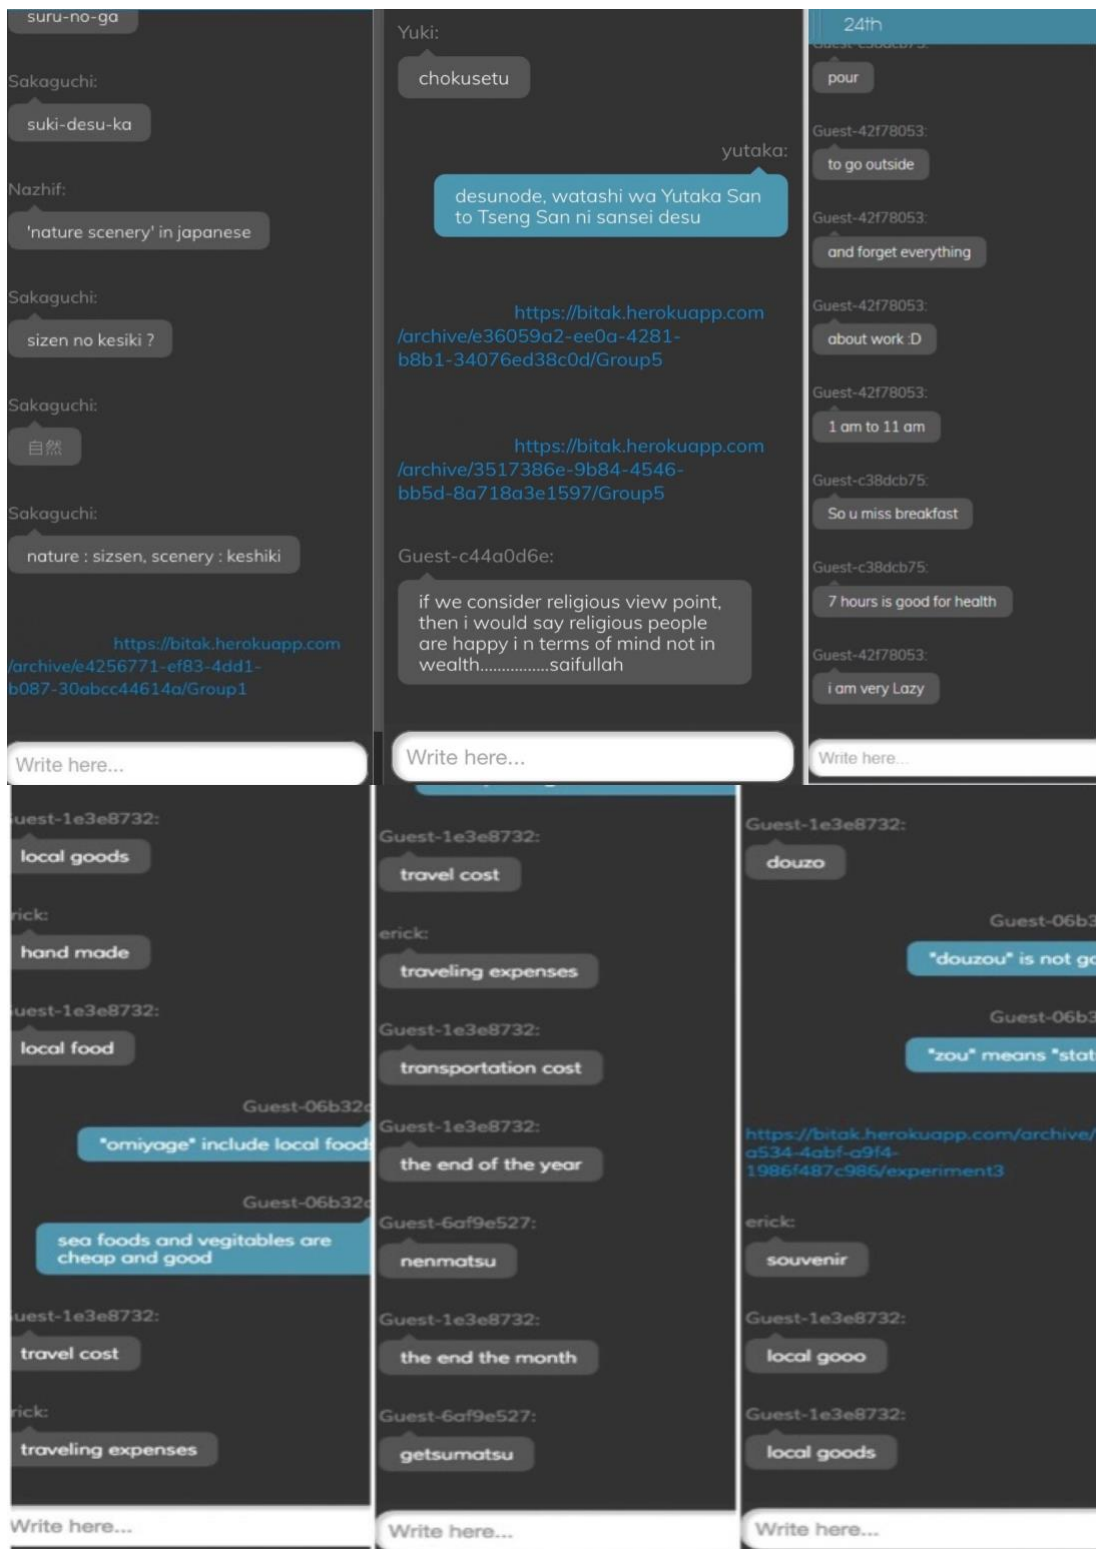 suru-no-ga
Sakaguchi:
suki-desu-ka
Nazhif:
'nature scenery' in japanese
Sakaguchi:
sizen no kesiki ?
Sakaguchi:
自然
Sakaguchi:
nature : sizsen, scenery : keshiki
https://bitak.herokuapp.com
/archive/e4256771-ef83-4dd1-
b087-30abcc44614a/Group1
Write here...
Yuki:
chokusetu
yutaka:
desunode, watashi wa Yutaka San
to Tseng San ni sansei desu
https://bitak.herokuapp.com
/archive/e36059a2-ee0a-4281-
b8b1-34076ed38c0d/Group5
https://bitak.herokuapp.com
/archive/3517386e-9b84-4546-
bb5d-8a718a3e1597/Group5
Guest-c44a0d6e:
if we consider religious view point,
then i would say religious people
are happy i n terms of mind not in
wealth................saifullah
Write here...
24th
pour
Guest-42f78053:
to go outside
Guest-42f78053:
and forget everything
Guest-42f78053:
about work :D
Guest-42f78053:
1 am to 11 am
Guest-c38dcb75:
So u miss breakfast
Guest-c38dcb75:
7 hours is good for health
Guest-42f78053:
i am very Lazy
Write here...
uest-1e3e8732:
local goods
rick:
hand made
uest-1e3e8732:
local food
Guest-06b32c
"omiyage" include local food
Guest-06b32c
sea foods and vegitables are
cheap and good
uest-1e3e8732:
travel cost
rick:
traveling expenses
Write here...
Guest-1e3e8732:
travel cost
erick:
traveling expenses
Guest-1e3e8732:
transportation cost
Guest-1e3e8732:
the end of the year
Guest-6af9e527:
nenmatsu
Guest-1e3e8732:
the end the month
Guest-6af9e527:
getsumatsu
Write here...
Guest-1e3e8732:
douzo
Guest-06b3
"douzou" is not go
Guest-06b3
"zou" means "stat
https://bitak.herokuapp.com/archive/
a534-4abf-a9f4-
1986f487c986/experiment3
erick:
souvenir
Guest-1e3e8732:
local gooo
Guest-1e3e8732:
local goods
Write here...